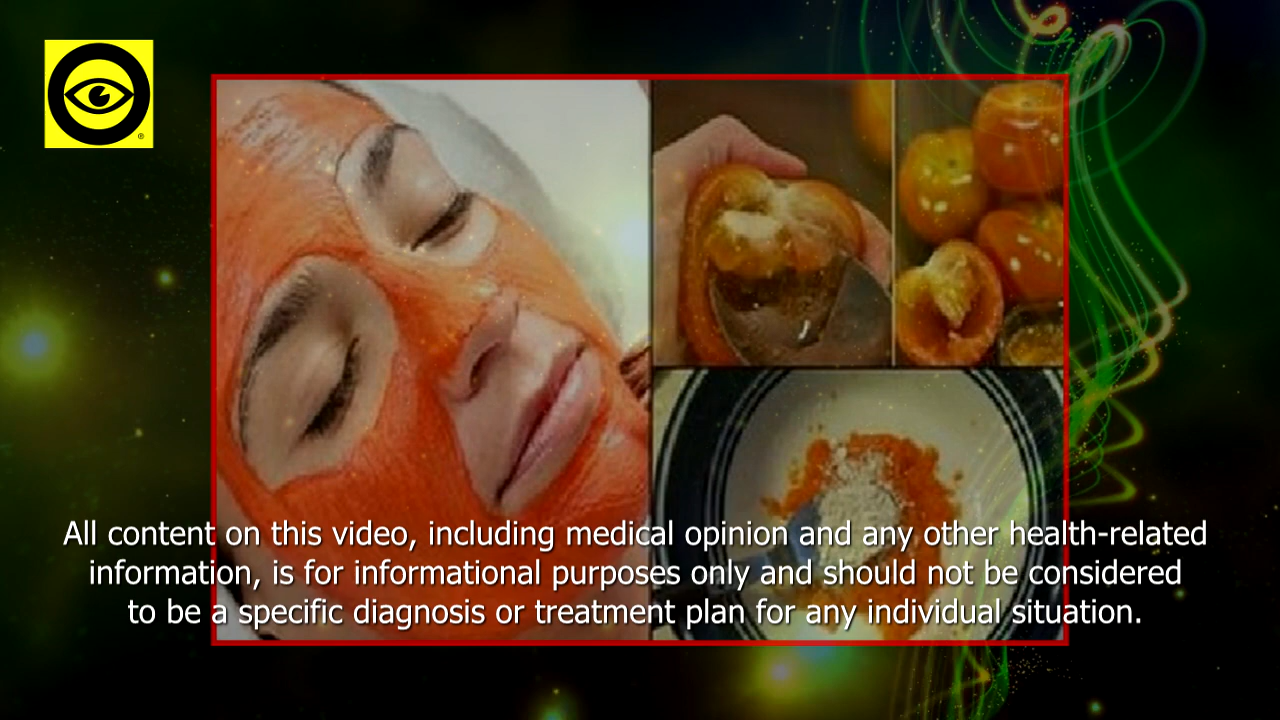 All content on this video, including medical opinion and any other health-related
information, is for informational purposes only and should not be considered
to be a specific diagnosis or treatment plan for any individual situation.
®